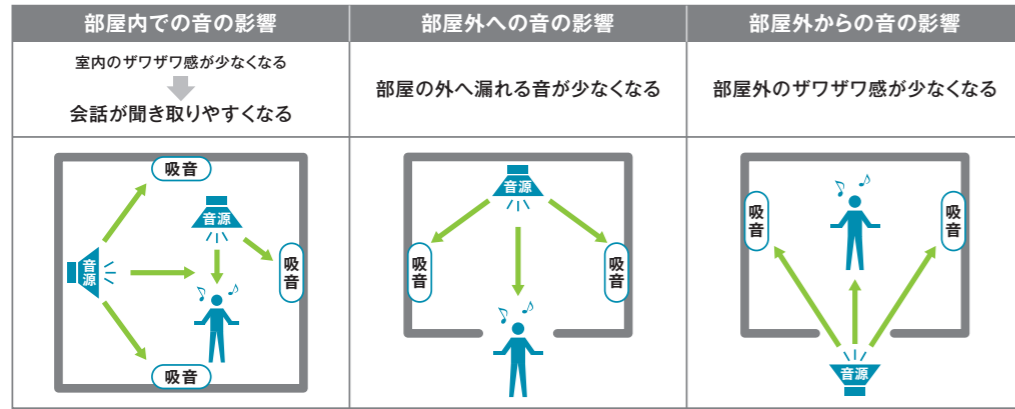 部屋内での音の影響
部屋外への音の影響
部屋外からの音の影響
室内のザワザワ感が少なくなる
会話が聞き取りやすくなる
部屋の外へ漏れる音が少なくなる
部屋外のザワザワ感が少なくなる
吸音
音源
音源
吸音
吸音
音源
吸音
吸音
吸音
吸音
音源